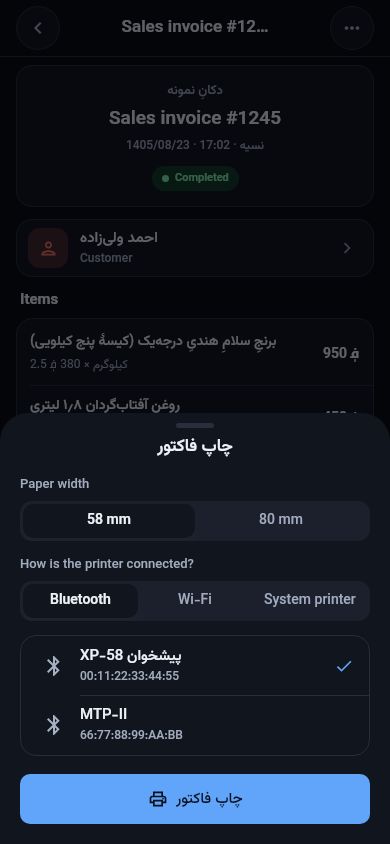 Sales invoice #12…
دکانِ نمونه
Sales invoice #1245
1405/08/23 · 17:02 · نسیه
Completed
احمد ولی‌زاده
Customer
Items
برنجِ سلامِ هندیِ درجه‌یک (کیسهٔ پنج کیلویی)
950 ؋
2.5 کیلوگرم × 380 ؋
روغن آفتاب‌گردان ۱٫۸ لیتری
چاپ فاکتور
Paper width
58 mm
80 mm
How is the printer connected?
Bluetooth
Wi-Fi
System printer
XP-58 پیشخوان
00:11:22:33:44:55
MTP-II
66:77:88:99:AA:BB
چاپ فاکتور